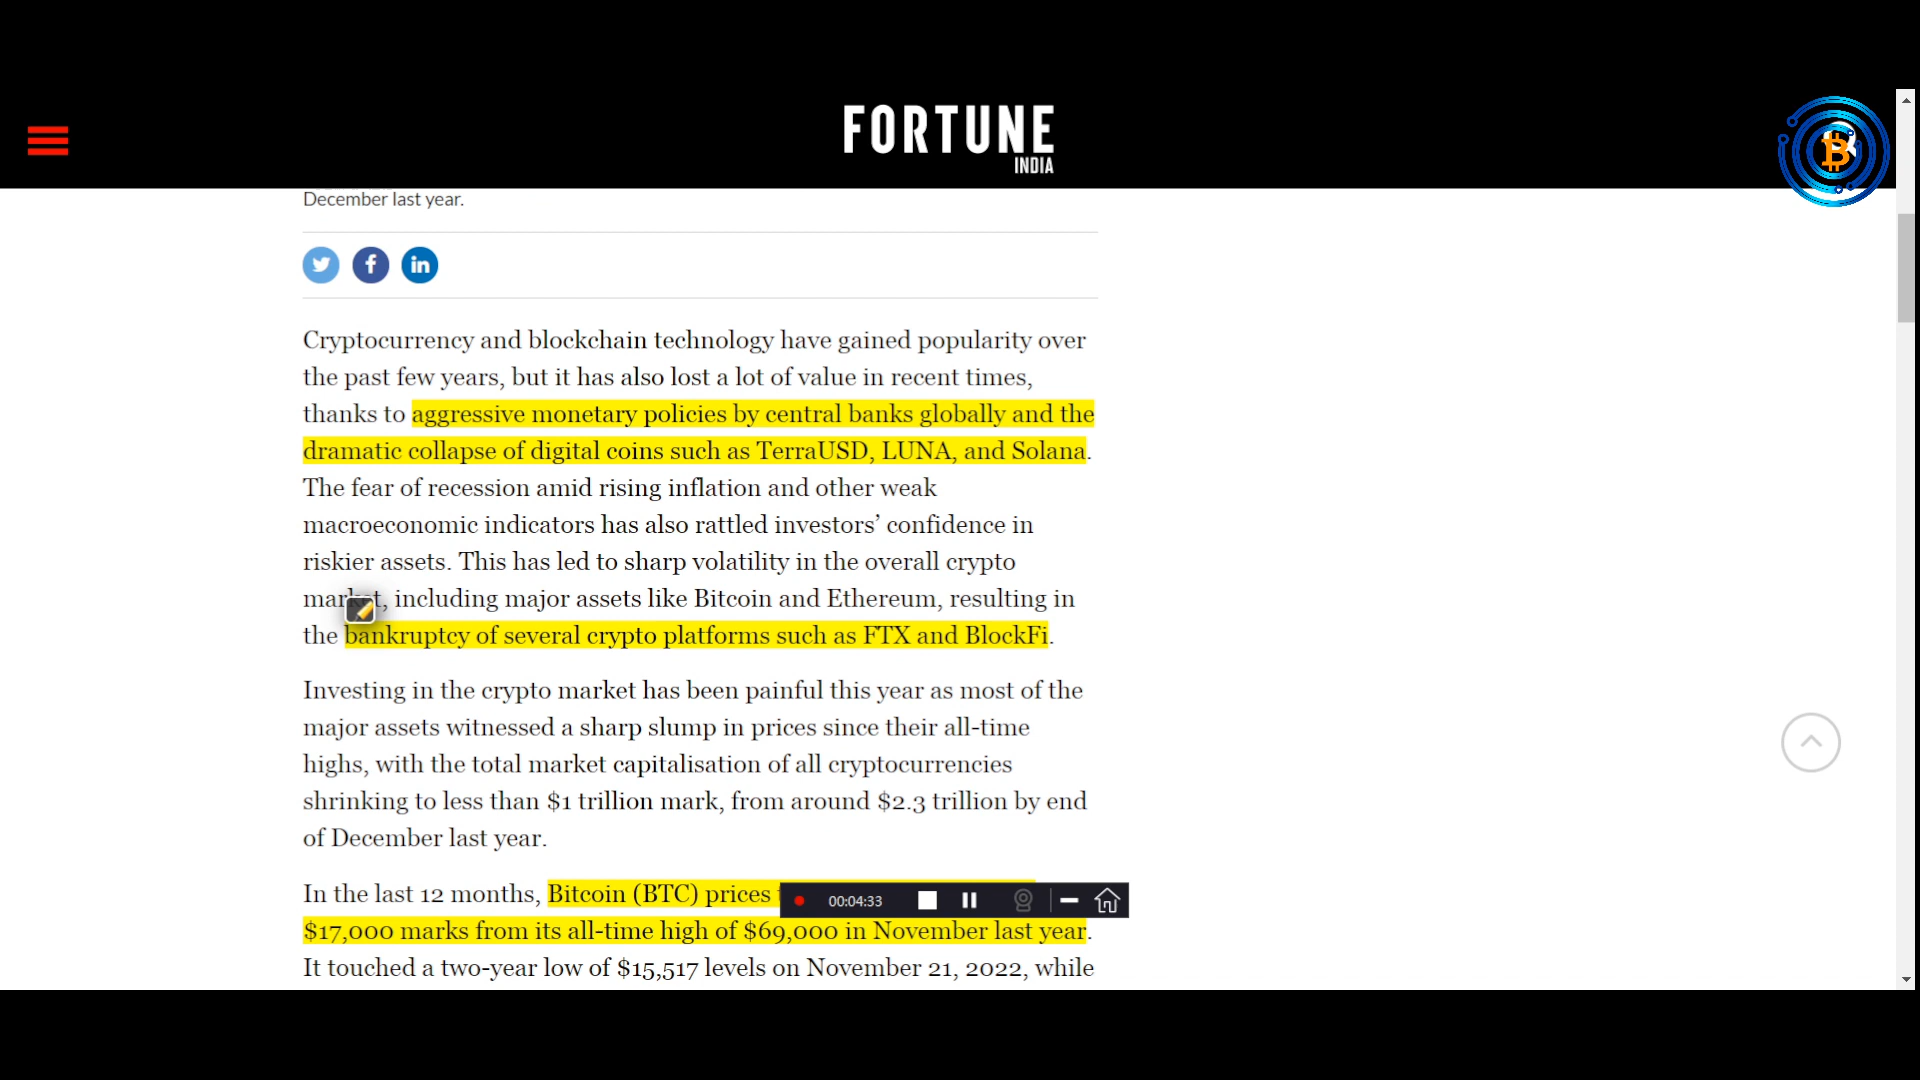 FORTUNE
INDIA
December last year.
Cryptocurrency and blockchain technology have gained popularity over
the past few years, but it has also lost a lot of value in recent times,
thanks to aggressive monetary policies by central banks globally and the
dramatic collapse of digital coins such as TerraUSD, LUNA, and Solana.
The fear of recession amid rising inflation and other weak
macroeconomic indicators has also rattled investors’ confidence in
riskier assets. This has led to sharp volatility in the overall crypto
market, including major assets like Bitcoin and Ethereum, resulting in
the bankruptcy of several crypto platforms such as FTX and BlockFi.
Investing in the crypto market has been painful this year as most of the
major assets witnessed a sharp slump in prices since their all-time
highs, with the total market capitalisation of all cryptocurrencies
shrinking to less than $1 trillion mark, from around $2.3 trillion by end
of December last year.
In the last 12 months, Bitcoin (BTC) prices
00:04:33
$17,000 marks from its all-time high of $69,000 in November last year.
It touched a two-year low of $15,517 levels on November 21, 2022, while